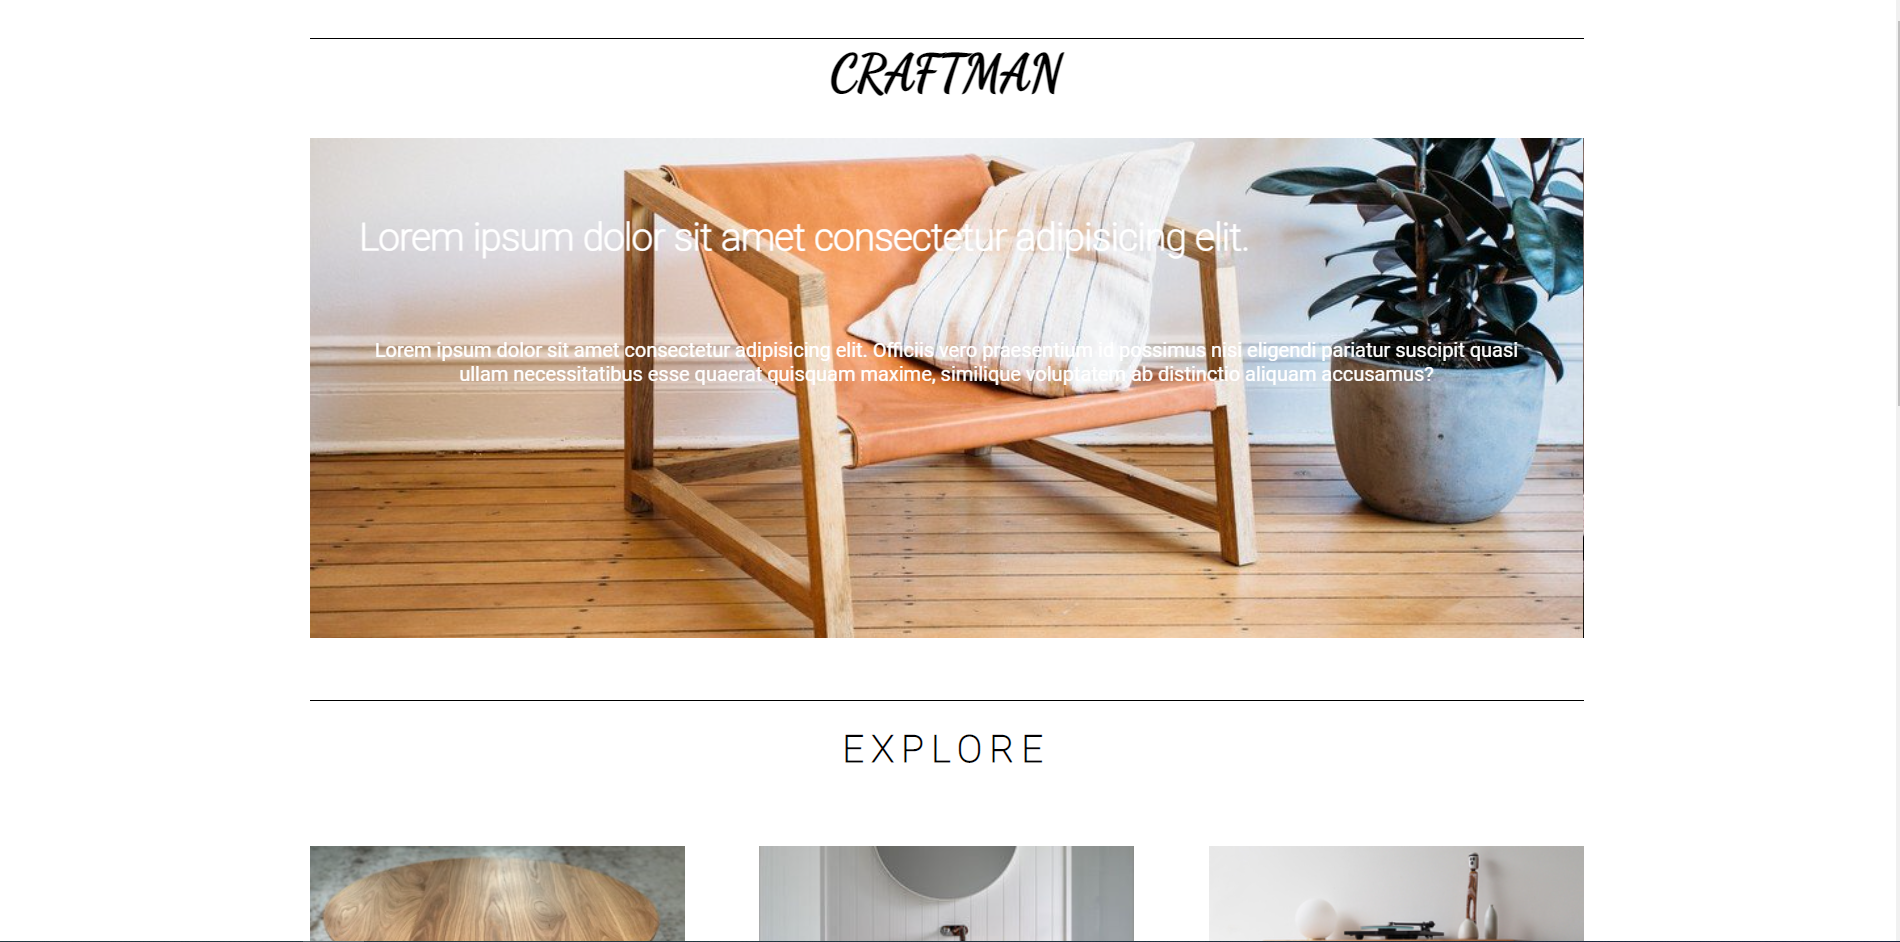 CRAFTMAN
Lorem ipsum dolor sit amet consectetur adipisicing elit.
Lorem ipsum dolor sit amet consectetur adipisicing elit. Officiis vero praesentium id possimus nisi eligendi pariatur suscipit quasi
ullam necessitatibus esse quaerat quisquam maxime, similique voluptatem ab distinctio aliquam accusamus?
EXPLORE